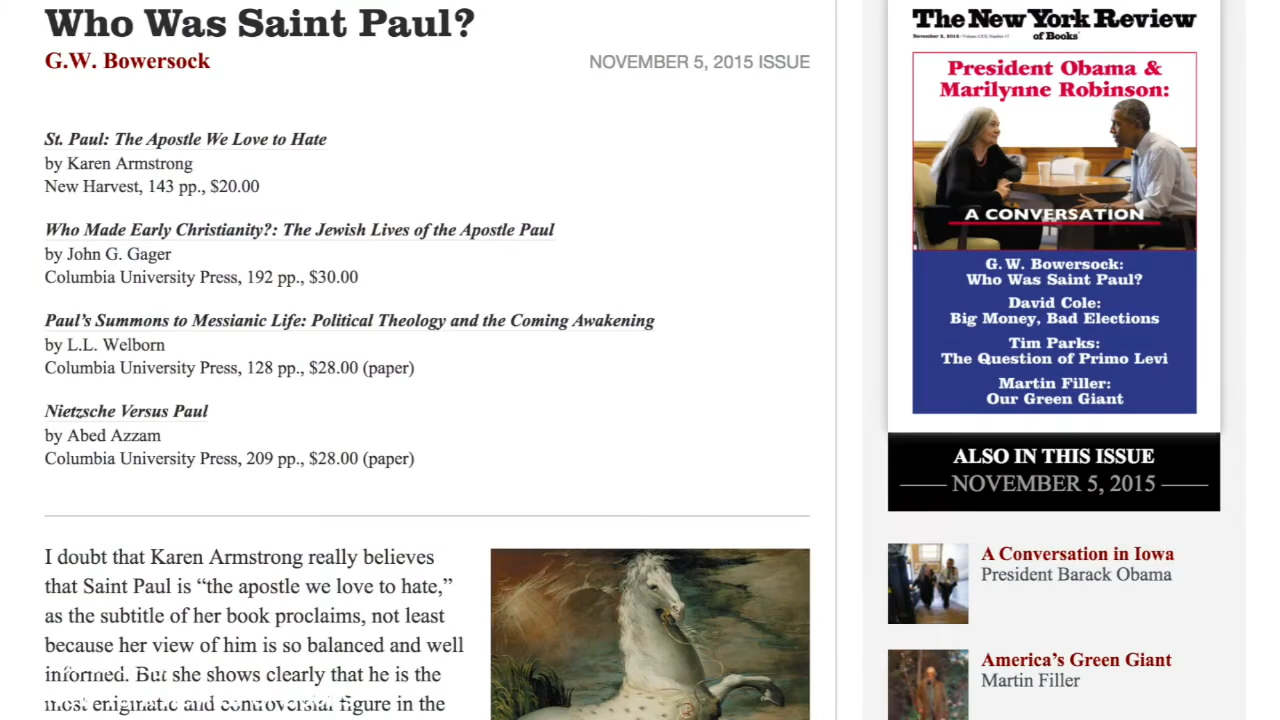 Who Was Saint Paul?
G.W. Bowersock
NOVEMBER 5, 2015 ISSUE
St. Paul: The Apostle We Love to Hate
by Karen Armstrong
New Harvest, 143 pp., $20.00
Who Made Early Christianity?: The Jewish Lives of the Apostle Paul
by John G. Gager
Columbia University Press, 192 pp., $30.00
Paul’s Summons to Messianic Life: Political Theology and the Coming Awakening
by L.L. Welborn
Columbia University Press, 128 pp., $28.00 (paper)
Nietzsche Versus Paul
by Abed Azzam
Columbia University Press, 209 pp., $28.00 (paper)
I doubt that Karen Armstrong really believes
that Saint Paul is “the apostle we love to hate,”
as the subtitle of her book proclaims, not least
because her view of him is so balanced and well
informed. But she shows clearly that he is the
most enigmatic and controversial figure in the
The New York Review
of Books
President Obama &
Marilynne Robinson:
A CONVERSATION
G.W. Bowersock:
Who Was Saint Paul?
David Cole:
Big Money, Bad Elections
Tim Parks:
The Question of Primo Levi
Martin Filler:
Our Green Giant
ALSO IN THIS ISSUE
NOVEMBER 5, 2015
A Conversation in Iowa
President Barack Obama
America’s Green Giant
Martin Filler